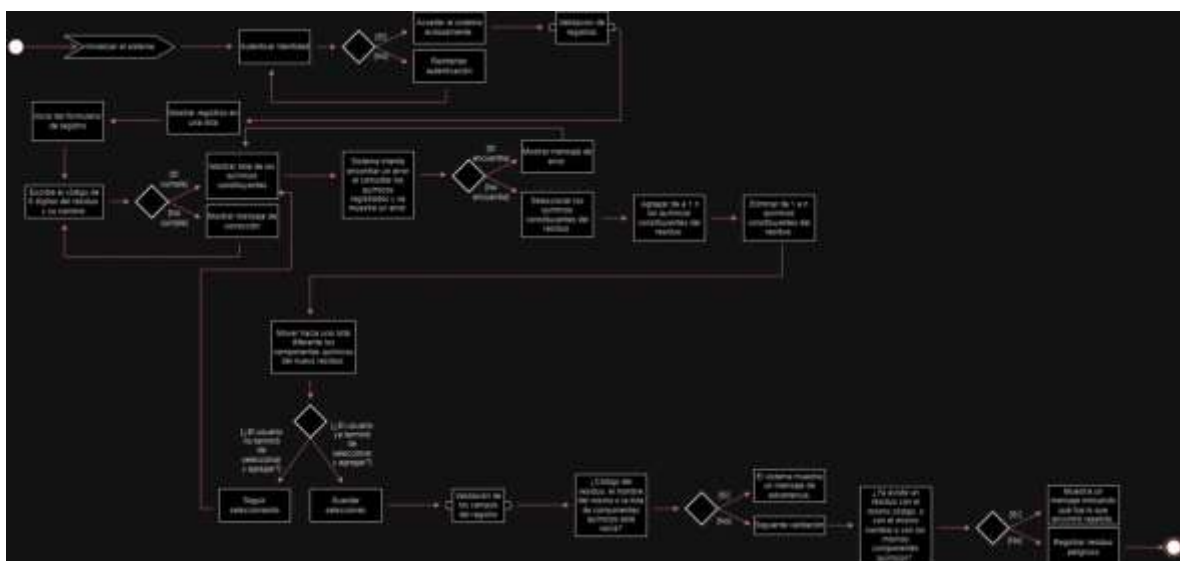 Inicializar el sistema
Autenticar identidad
[Sí]
[No]
Acceder al sistema
exitosamente
Reintentar
autenticación
Validación de
registros
Inicio del formulario
de registro
Mostrar registros en
una lista
Escribe el código de
dígitos del residuo
y su nombre
[Sí
cumple]
[No
cumple]
Mostrar lista de los
químicos
constituyentes
Mostrar mensaje de
corrección
Sistema intenta
encontrar un error
al consultar los
químicos
registrados y se
muestra un error
[Sí
encuentra]
[No
encuentra]
Mostrar mensaje de
error
Seleccionar los
químicos
constituyentes del
residuo
Agregar de a 1 n
los químicos
constituyentes del
residuo
Eliminar de 1 a n
químicos
constituyentes del
residuo
Mover hacia una lista
diferente los
componentes químicos
del nuevo residuo
[¿El usuario
no terminó
de
seleccionar
y agregar?]
[¿El usuario
ya terminó
de
seleccionar
y agregar?]
Seguir
seleccionando
Guardar
selecciones
Validación de
los campos
del registro
¿Código del
residuo, el nombre
del mismo o la lista
de componentes
químicos está
vacía?
[Sí]
[No]
El sistema muestra
un mensaje de
advertencia
Siguiente validación
¿Ya existe un
residuo con el
mismo código, o
con el mismo
nombre o con los
mismos
componentes
químicos?
[Sí]
[No]
Muestra un
mensaje indicando
qué fue lo que
encontró repetido
Registrar residuo
peligroso